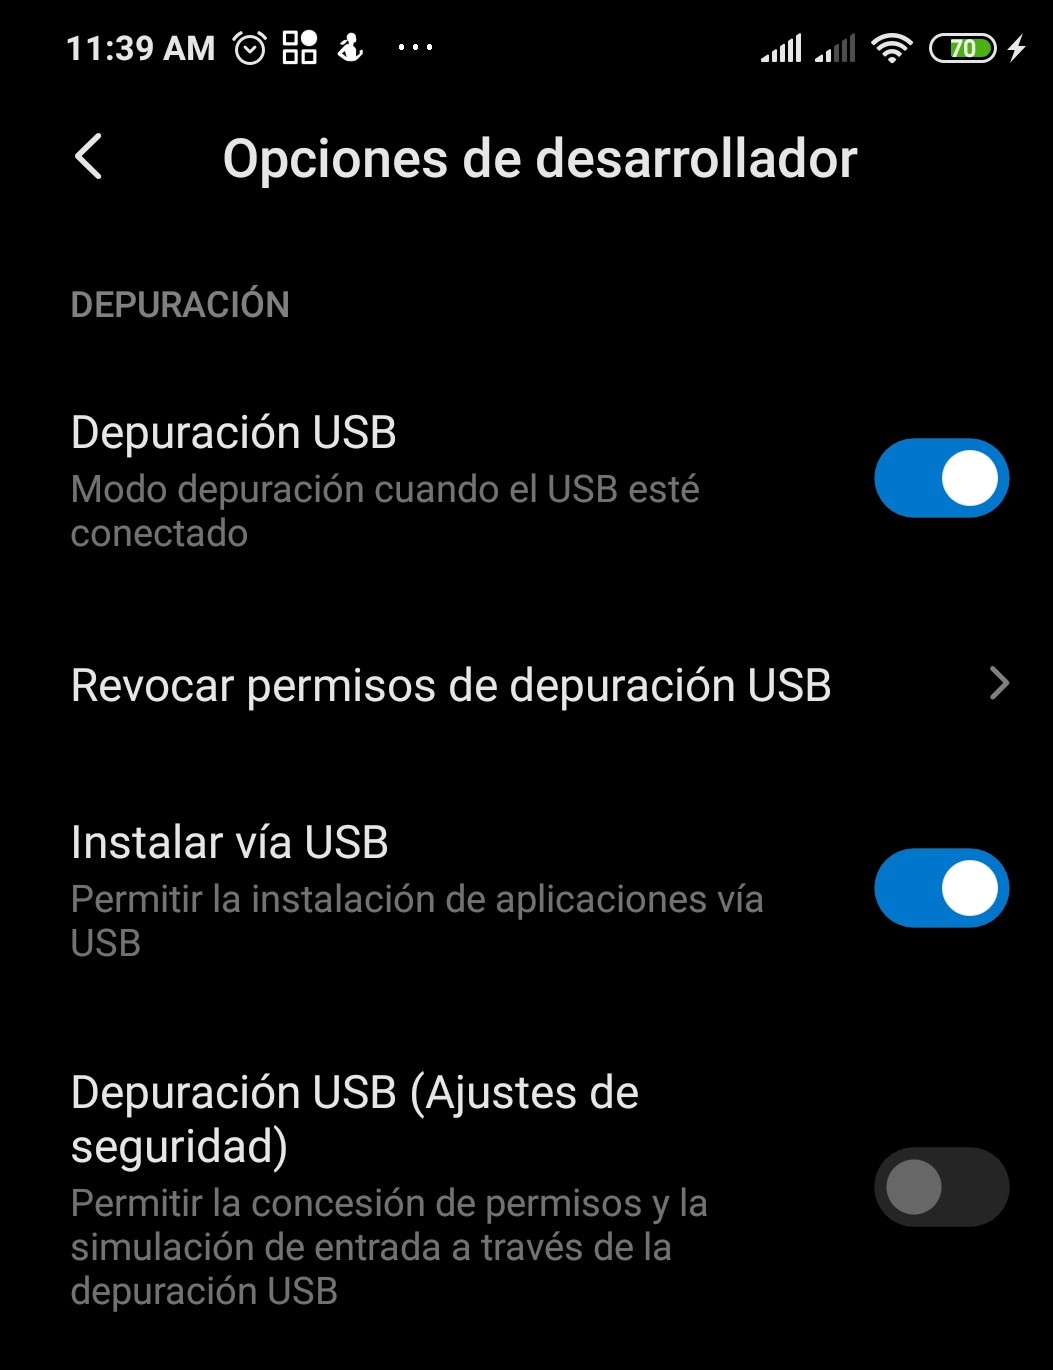 11:39 AM
70
Opciones de desarrollador
DEPURACIÓN
Depuración USB
Modo depuración cuando el USB esté
conectado
Revocar permisos de depuración USB
Instalar vía USB
Permitir la instalación de aplicaciones vía
USB
Depuración USB (Ajustes de
seguridad)
Permitir la concesión de permisos y la
simulación de entrada a través de la
depuración USB